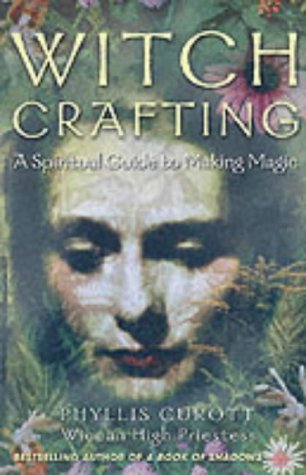 WITCH
CRAFTING
A Spiritual Guide to Making Magic
PHYLLIS CUROTT
Wiccan High Priestess
BESTSELLING AUTHOR OF A BOOK OF SHADOWS